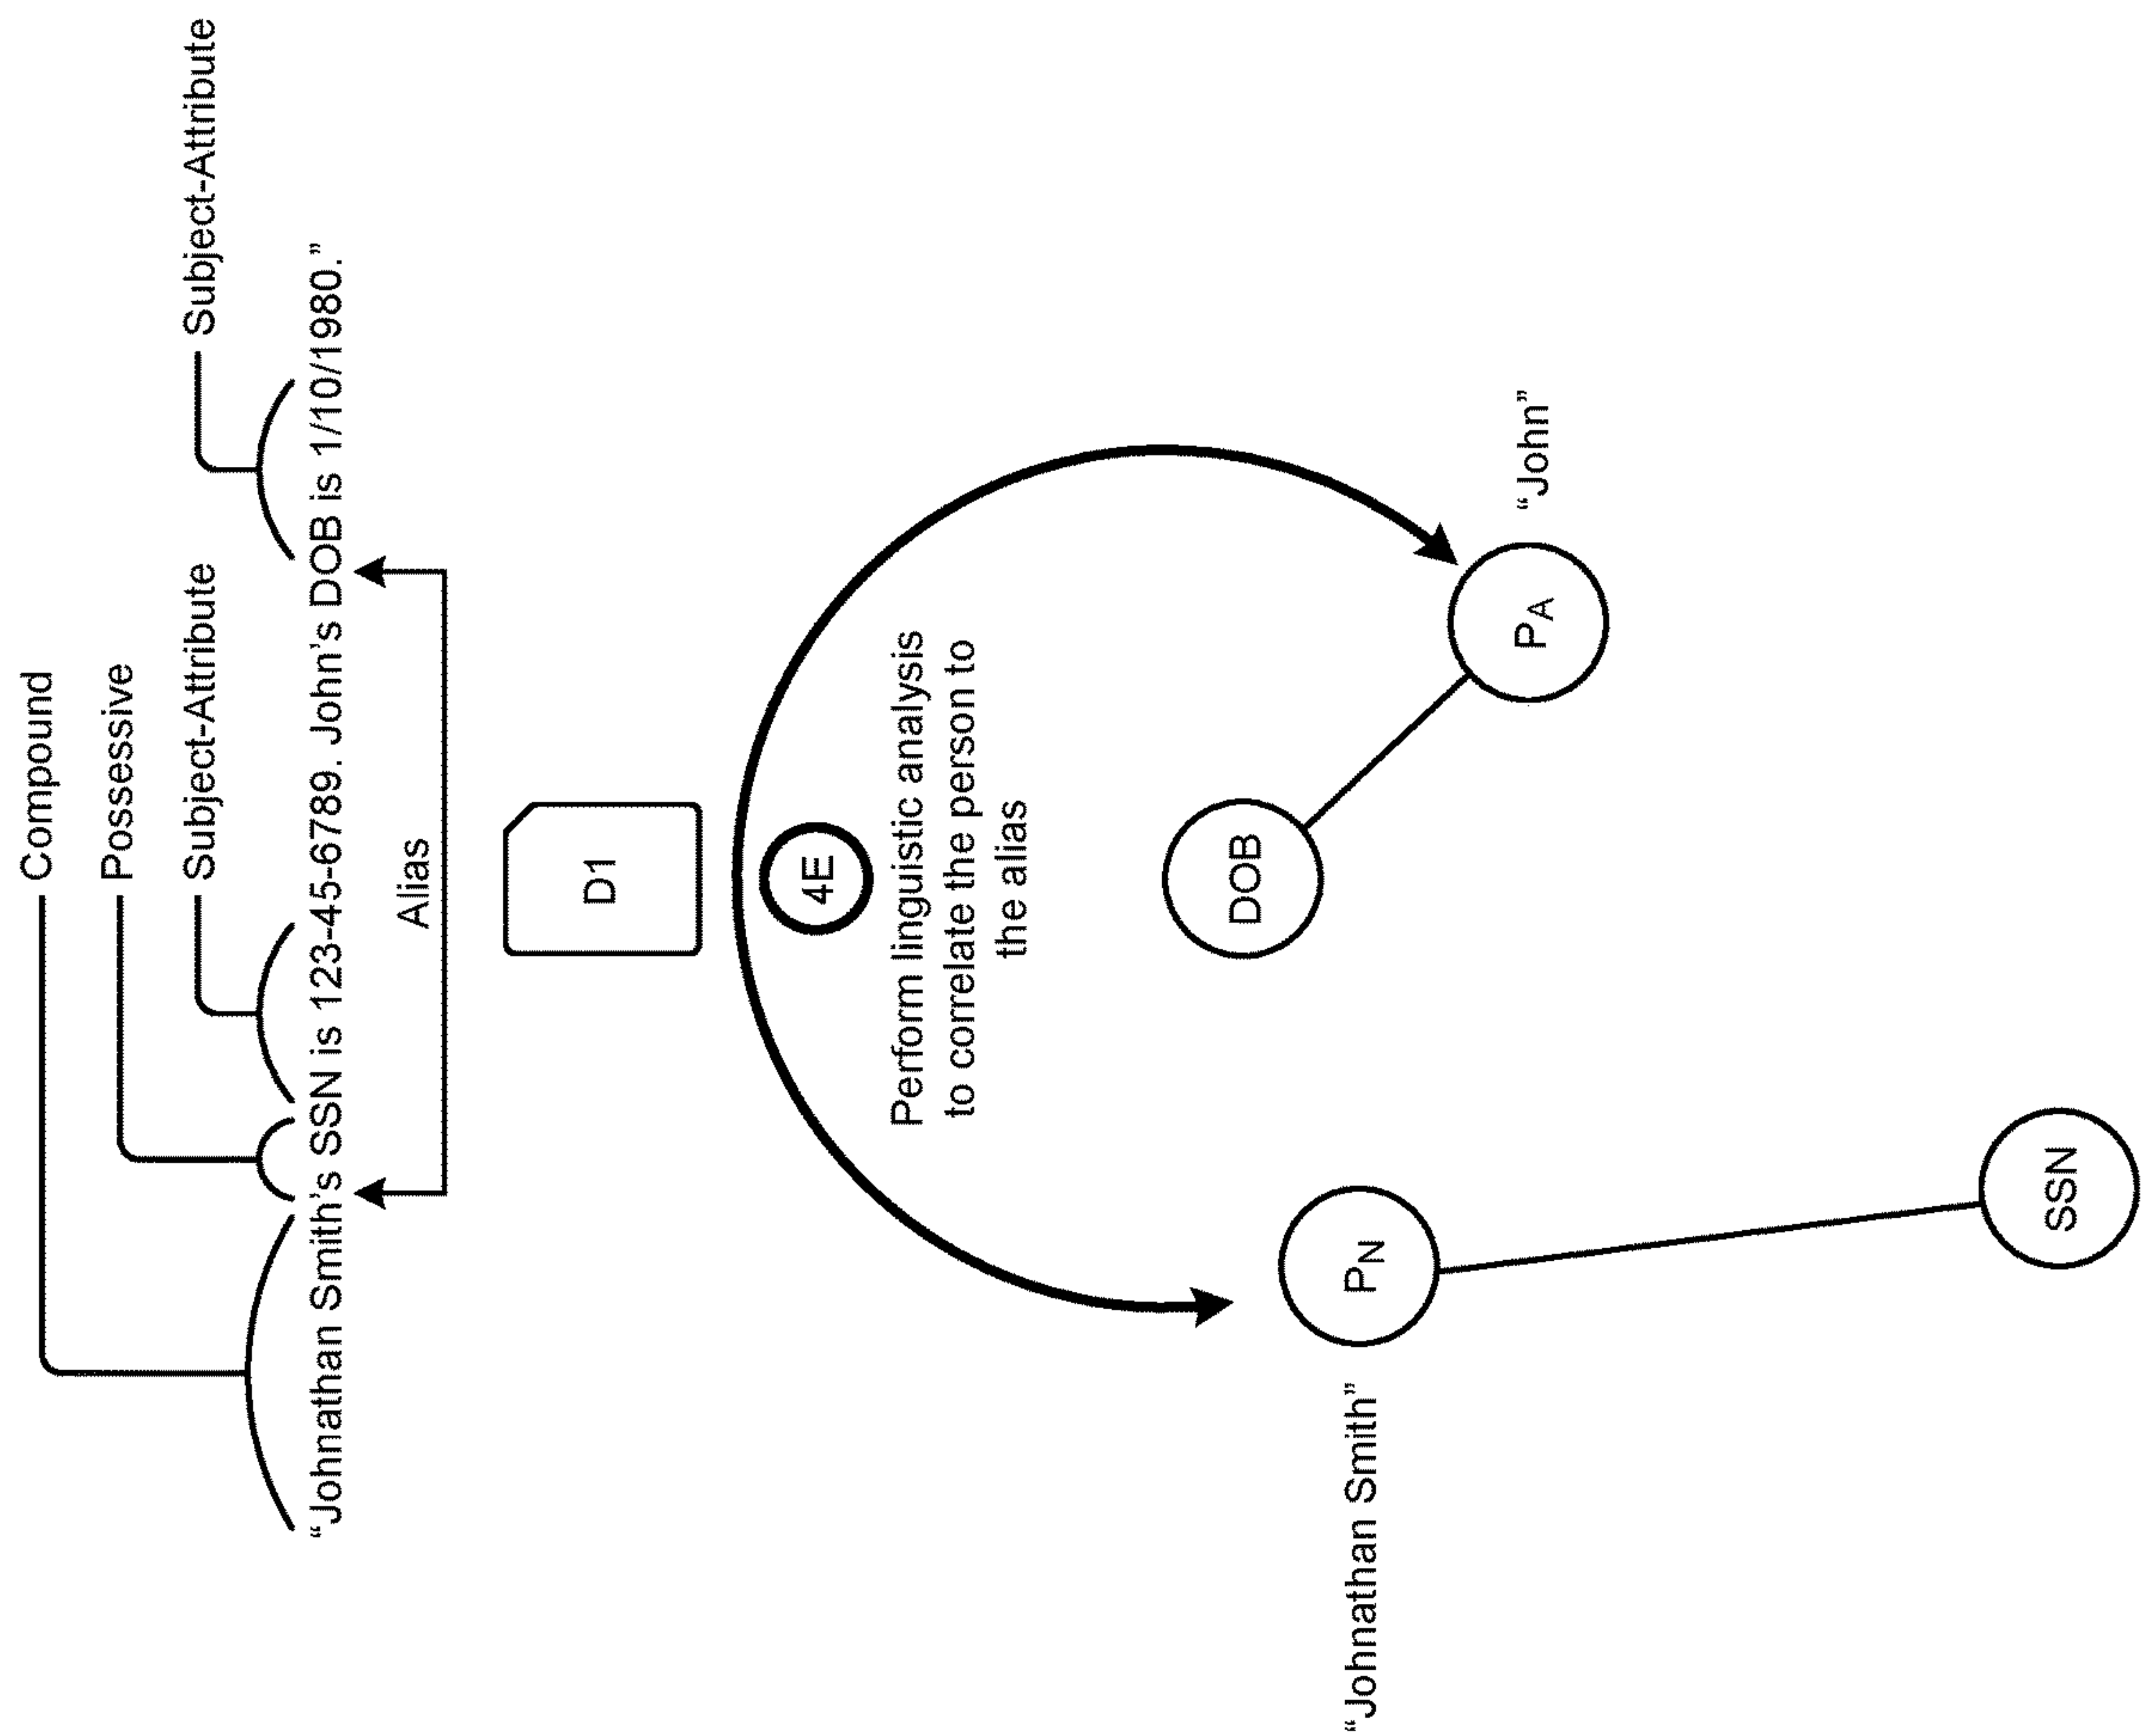 Compound
Possessive
Subject-Attribute
Subject-Attribute
“Johnathan Smith’s SSN is 123-45-6789. John’s DOB is 1/10/1980.”
Alias
D1
4E
Perform linguistic analysis
to correlate the person to
the alias
DOB
“Johnathan Smith”
PN
PA
“John”
SSN